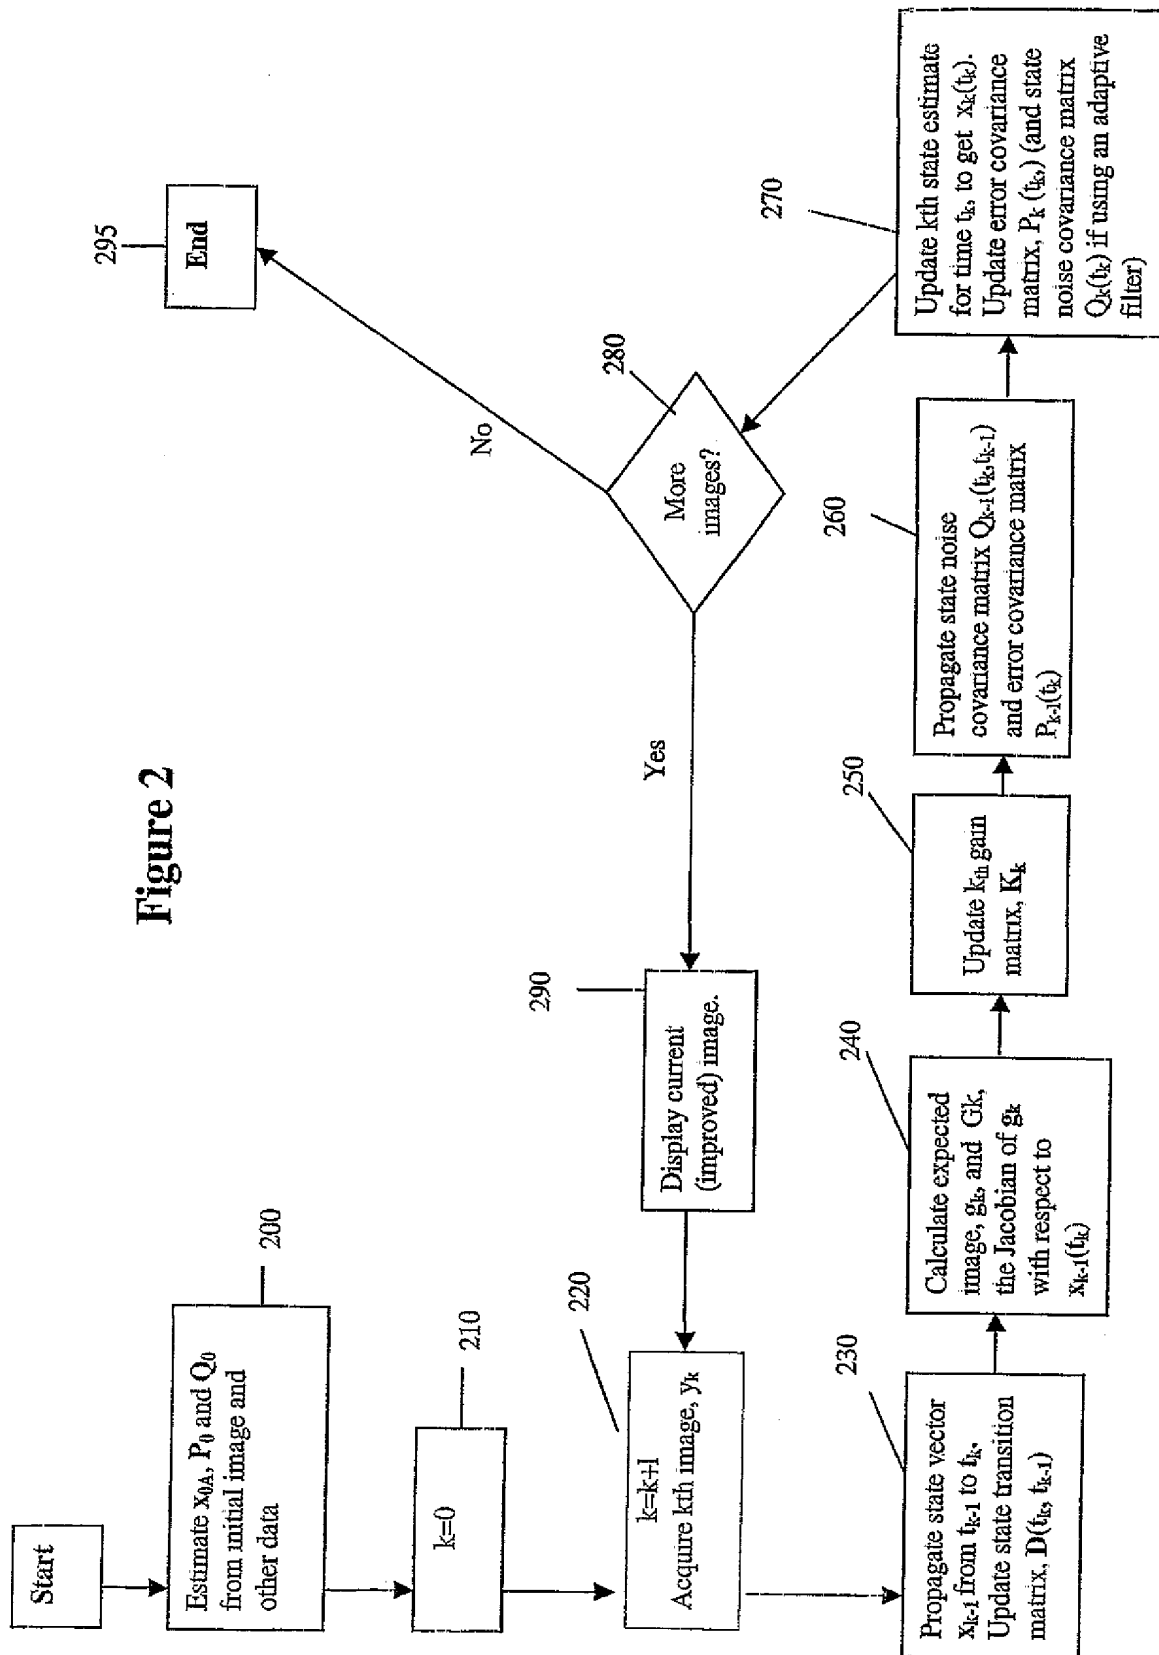 Figure 2
Start
Estimate x0A, P0 and Q0
from initial image and
other data
200
k=0
210
k=k+1
Acquire kth image, yk
220
Propagate state vector
xk-1 from tk-1 to tk,
Update state transition
matrix, D(tk, tk-1)
230
Calculate expected
image, gk, and Gk,
the Jacobian of gk
with respect to
xk-1(tk)
240
Update kth gain
matrix, Kk
250
Propagate state noise
covariance matrix Qk-1(tk,tk-1)
and error covariance matrix
Pk-1(tk)
260
Update kth state estimate
for time tk, to get xk(tk).
Update error covariance
matrix, Pk (tk,) (and state
noise covariance matrix
Qk(tk) if using an adaptive
filter)
270
More
images?
280
Yes
No
Display current
(improved) image.
290
End
295